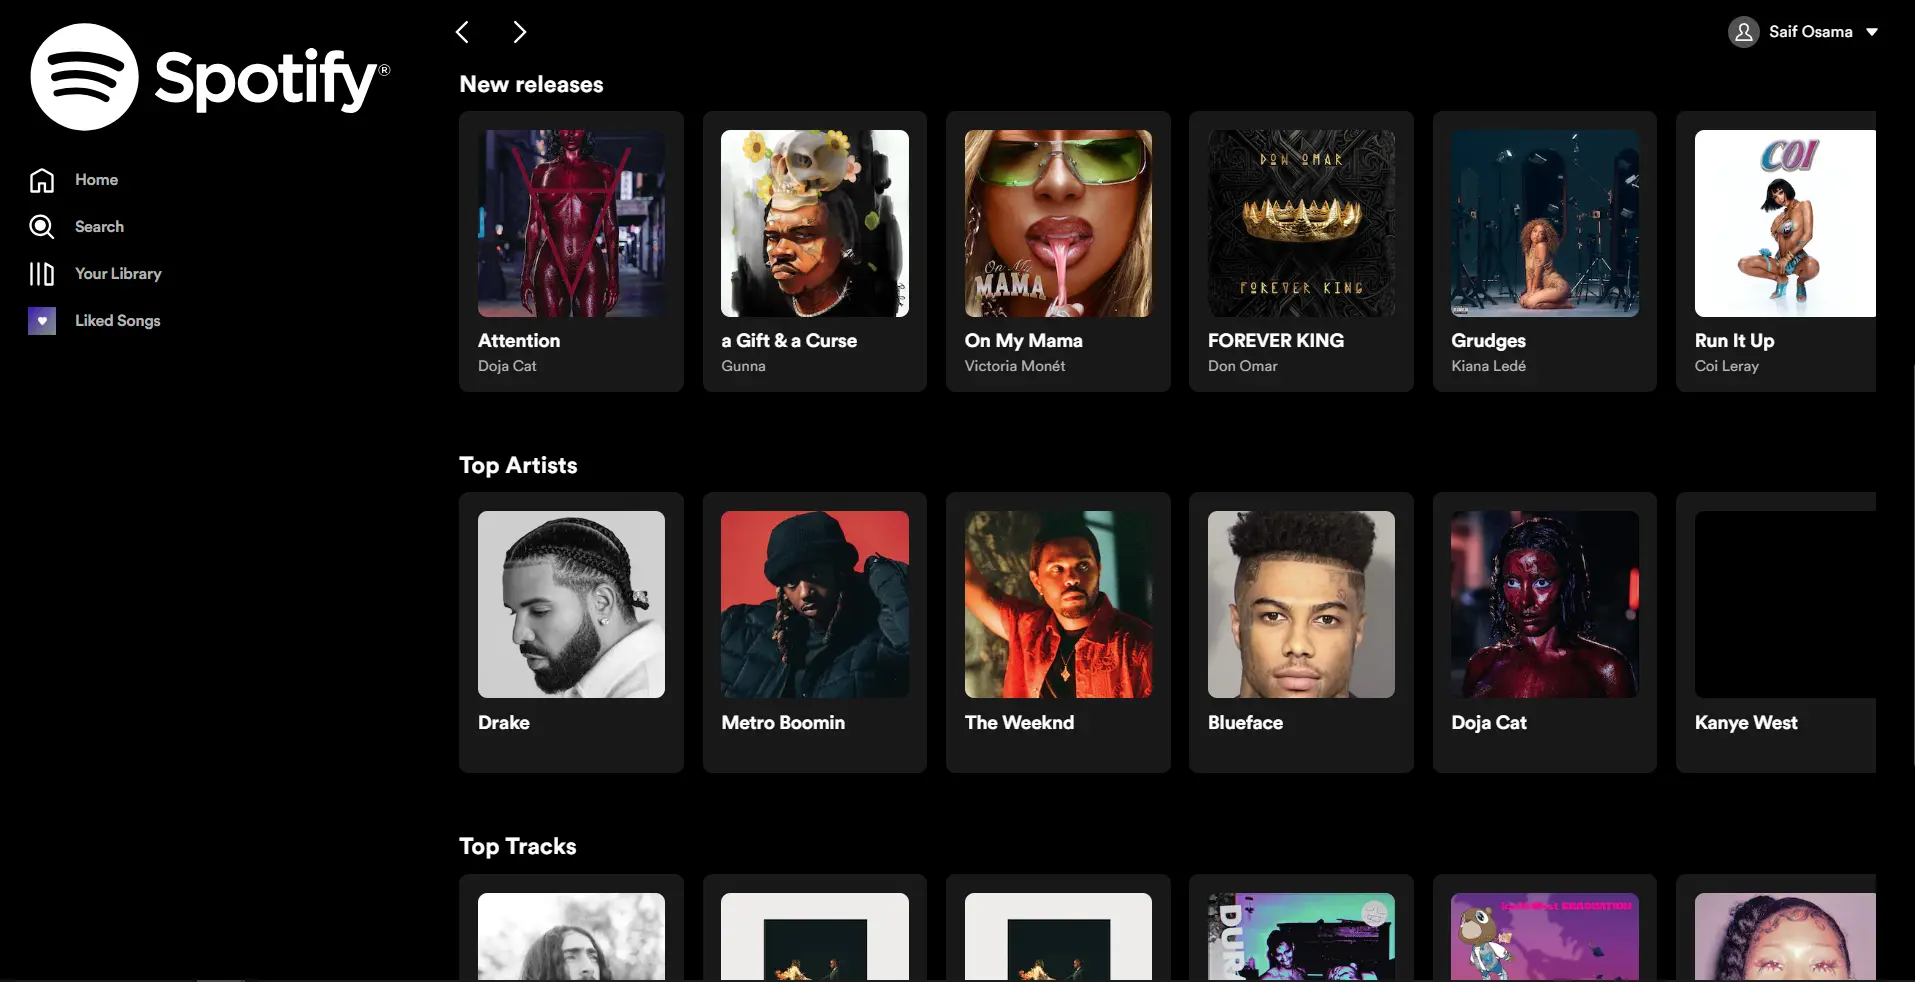 Spotify®
Saif Osama
Home
Search
Your Library
Liked Songs
New releases
DON OMAR
FOREVER KING
On My
MAMA
COI
Attention
Doja Cat
a Gift & a Curse
Gunna
On My Mama
Victoria Monét
FOREVER KING
Don Omar
Grudges
Kiana Ledé
Run It Up
Coi Leray
Top Artists
Drake
Metro Boomin
The Weeknd
Blueface
Doja Cat
Kanye West
Top Tracks
GRADUATION